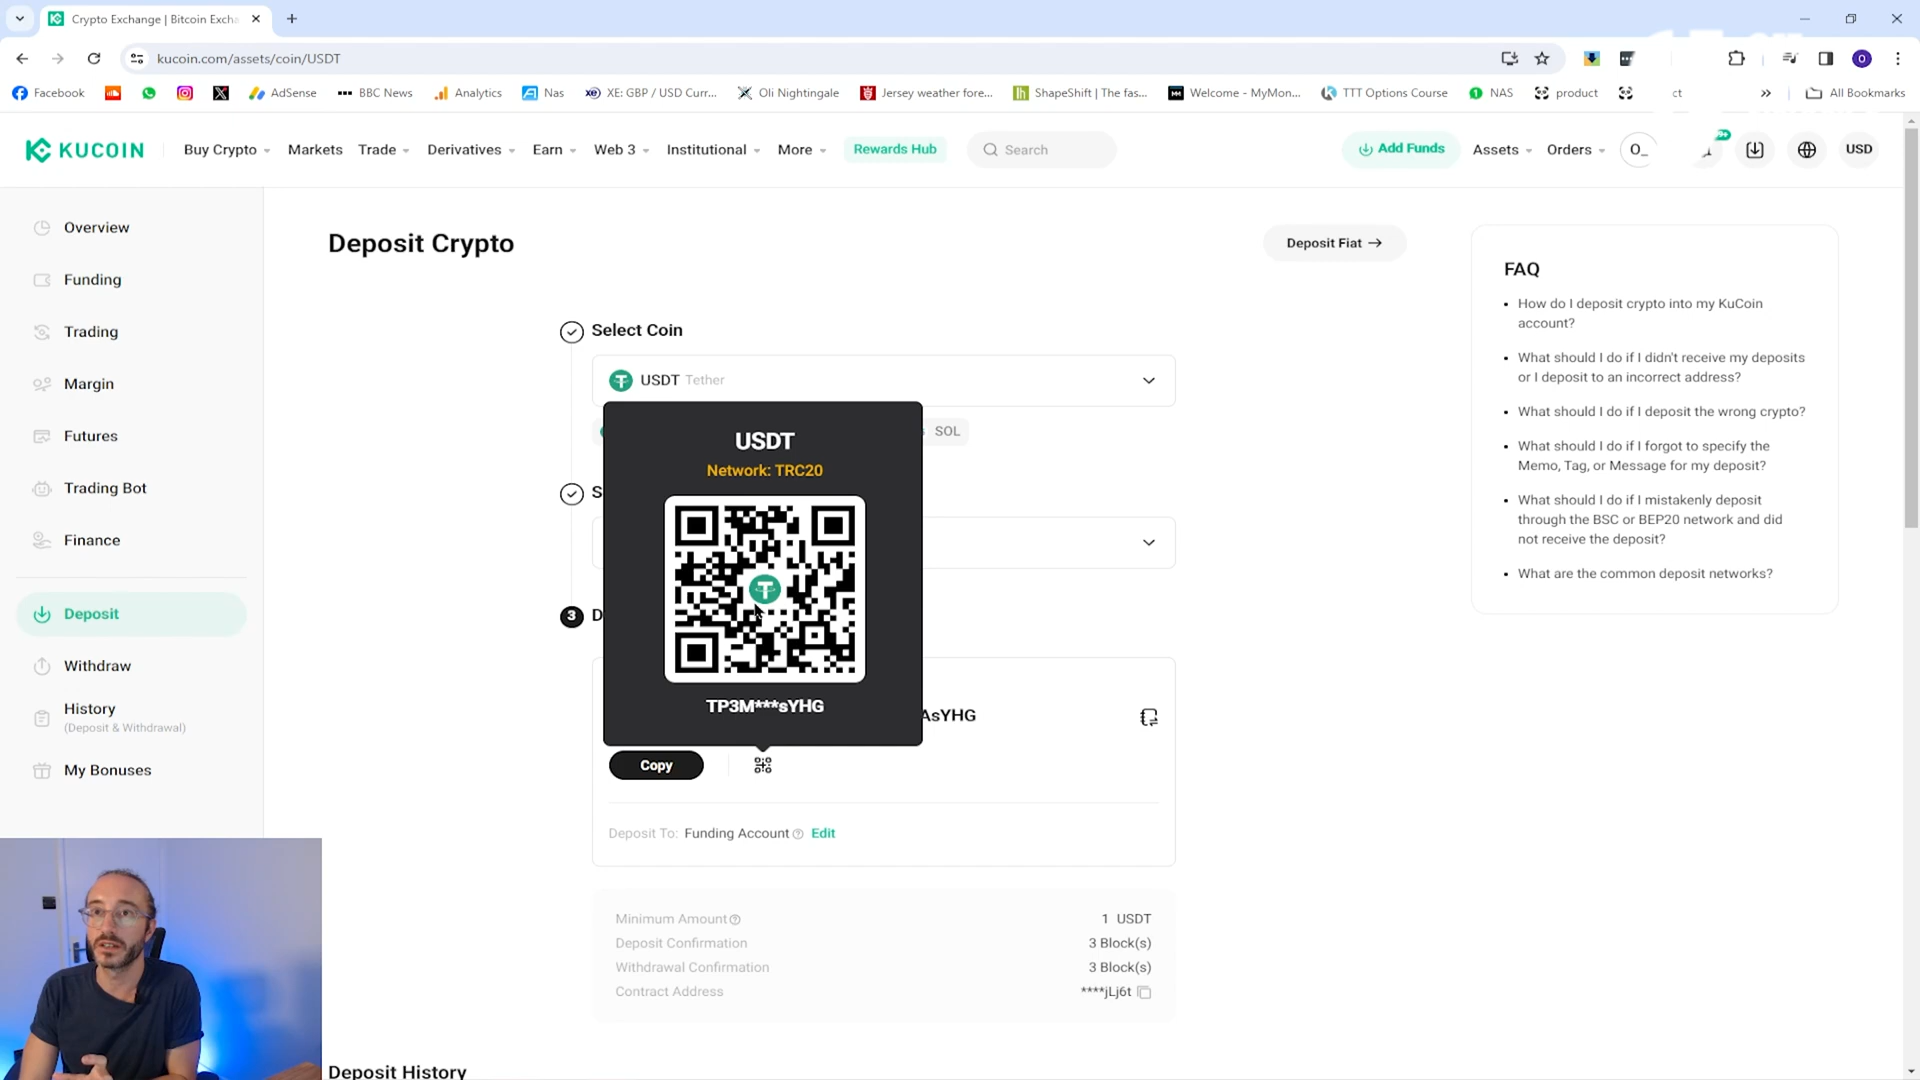 Crypto Exchange | Bitcoin Excha
kucoin.com/assets/coin/USDT
Facebook
AdSense
BBC News
Analytics
Nas
XE: GBP / USD Curr...
Oli Nightingale
Jersey weather fore...
ShapeShift | The fas...
Welcome - MyMon...
TTT Options Course
NAS
product
ct
All Bookmarks
KUCOIN
Buy Crypto
Markets
Trade
Derivatives
Earn
Web 3
Institutional
More
Rewards Hub
Search
Add Funds
Assets
Orders
O_
USD
Overview
Funding
Trading
Margin
Futures
Trading Bot
Finance
Deposit
Withdraw
History
(Deposit & Withdrawal)
My Bonuses
Deposit Crypto
Deposit Fiat →
Select Coin
USDT Tether
SOL
USDT
Network: TRC20
TP3M***sYHG
S
3 D
AsYHG
Copy
Deposit To: Funding Account Edit
Minimum Amount 1 USDT
Deposit Confirmation 3 Block(s)
Withdrawal Confirmation 3 Block(s)
Contract Address ****jLj6t
Deposit History
FAQ
How do I deposit crypto into my KuCoin
account?
What should I do if I didn't receive my deposits
or I deposit to an incorrect address?
What should I do if I deposit the wrong crypto?
What should I do if I forgot to specify the
Memo, Tag, or Message for my deposit?
What should I do if I mistakenly deposit
through the BSC or BEP20 network and did
not receive the deposit?
What are the common deposit networks?